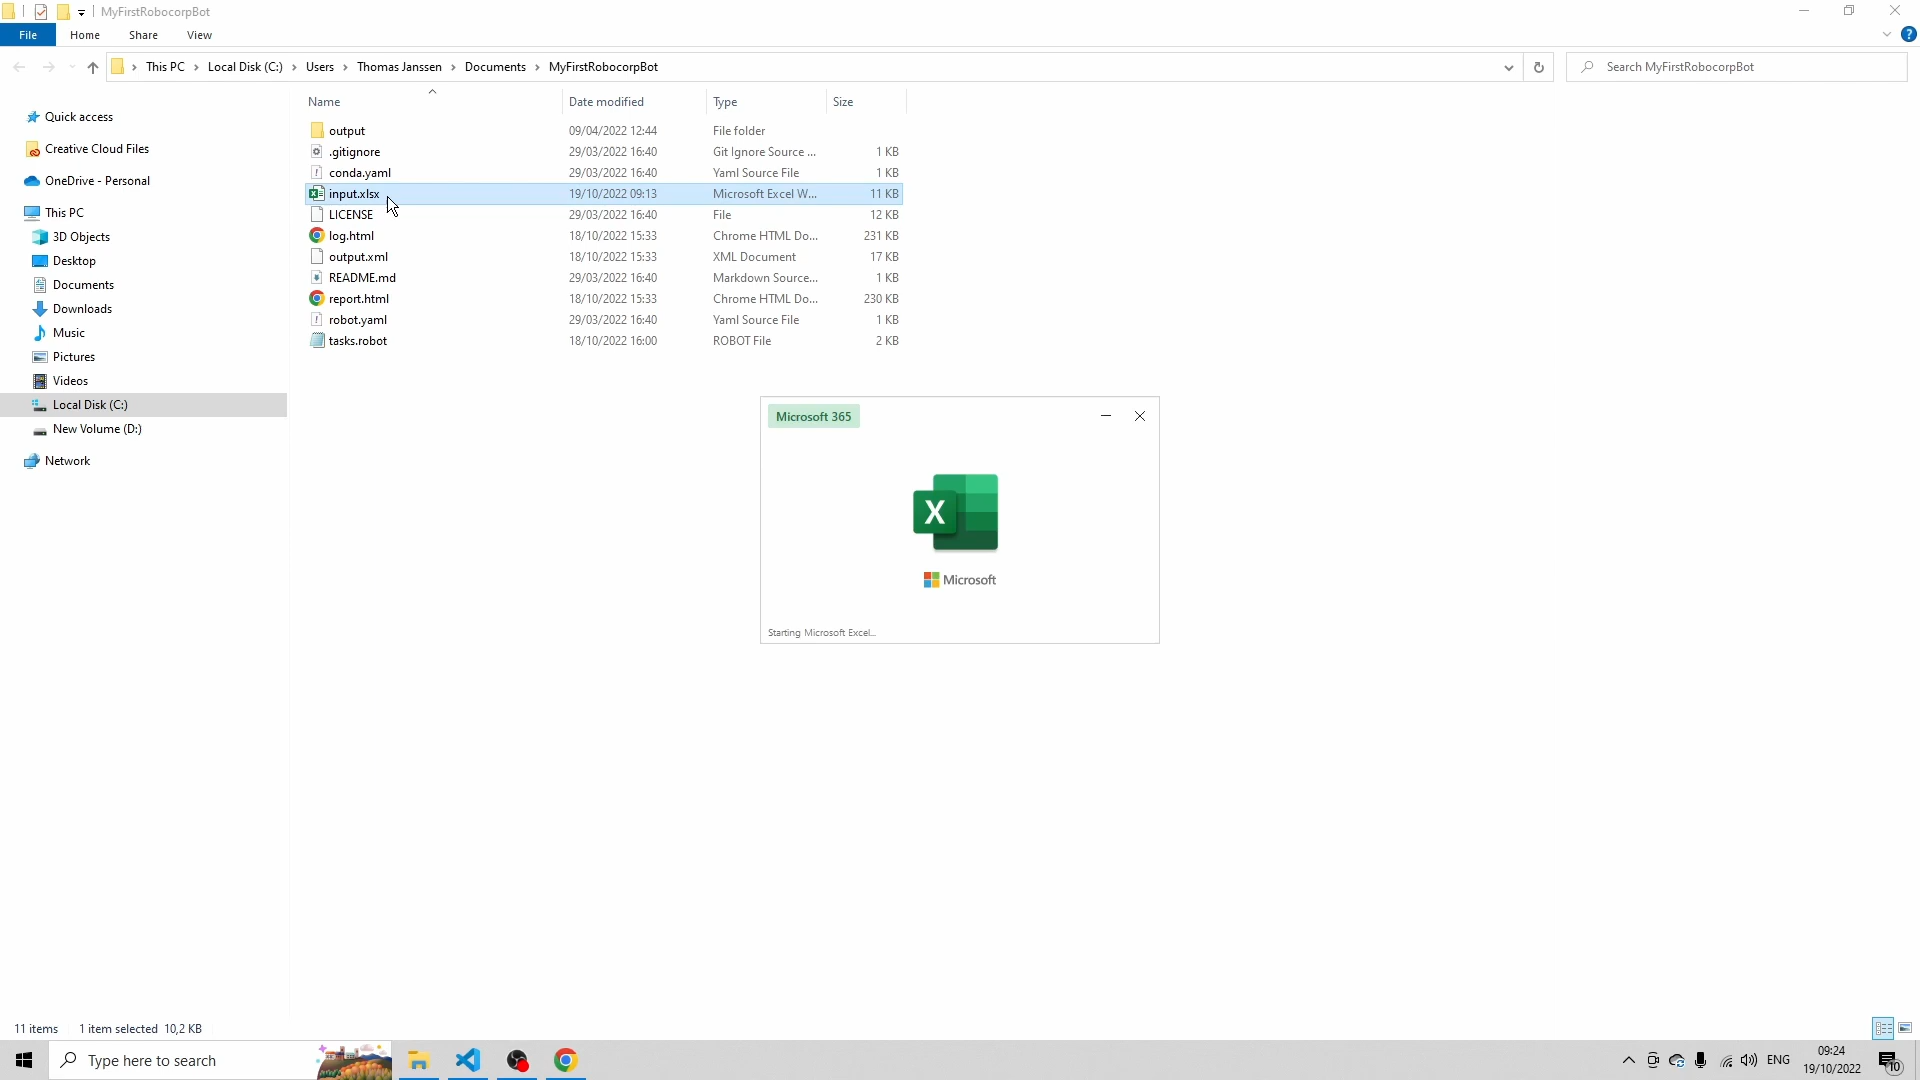 MyFirstRobocorpBot
File Home Share View
This PC > Local Disk (C:) > Users > Thomas Janssen > Documents > MyFirstRobocorpBot
Search MyFirstRobocorpBot
Name Date modified Type Size
Quick access
Creative Cloud Files
OneDrive - Personal
This PC
3D Objects
Desktop
Documents
Downloads
Music
Pictures
Videos
Local Disk (C:)
New Volume (D:)
Network
output 09/04/2022 12:44 File folder
.gitignore 29/03/2022 16:40 Git Ignore Source ... 1 KB
conda.yaml 29/03/2022 16:40 Yaml Source File 1 KB
input.xlsx 19/10/2022 09:13 Microsoft Excel W... 11 KB
LICENSE 29/03/2022 16:40 File 12 KB
log.html 18/10/2022 15:33 Chrome HTML Do... 231 KB
output.xml 18/10/2022 15:33 XML Document 17 KB
README.md 29/03/2022 16:40 Markdown Source... 1 KB
report.html 18/10/2022 15:33 Chrome HTML Do... 230 KB
robot.yaml 29/03/2022 16:40 Yaml Source File 1 KB
tasks.robot 18/10/2022 16:00 ROBOT File 2 KB
Microsoft 365
X
Microsoft
Starting Microsoft Excel...
11 items 1 item selected 10,2 KB
Type here to search
ENG
09:24
19/10/2022
10